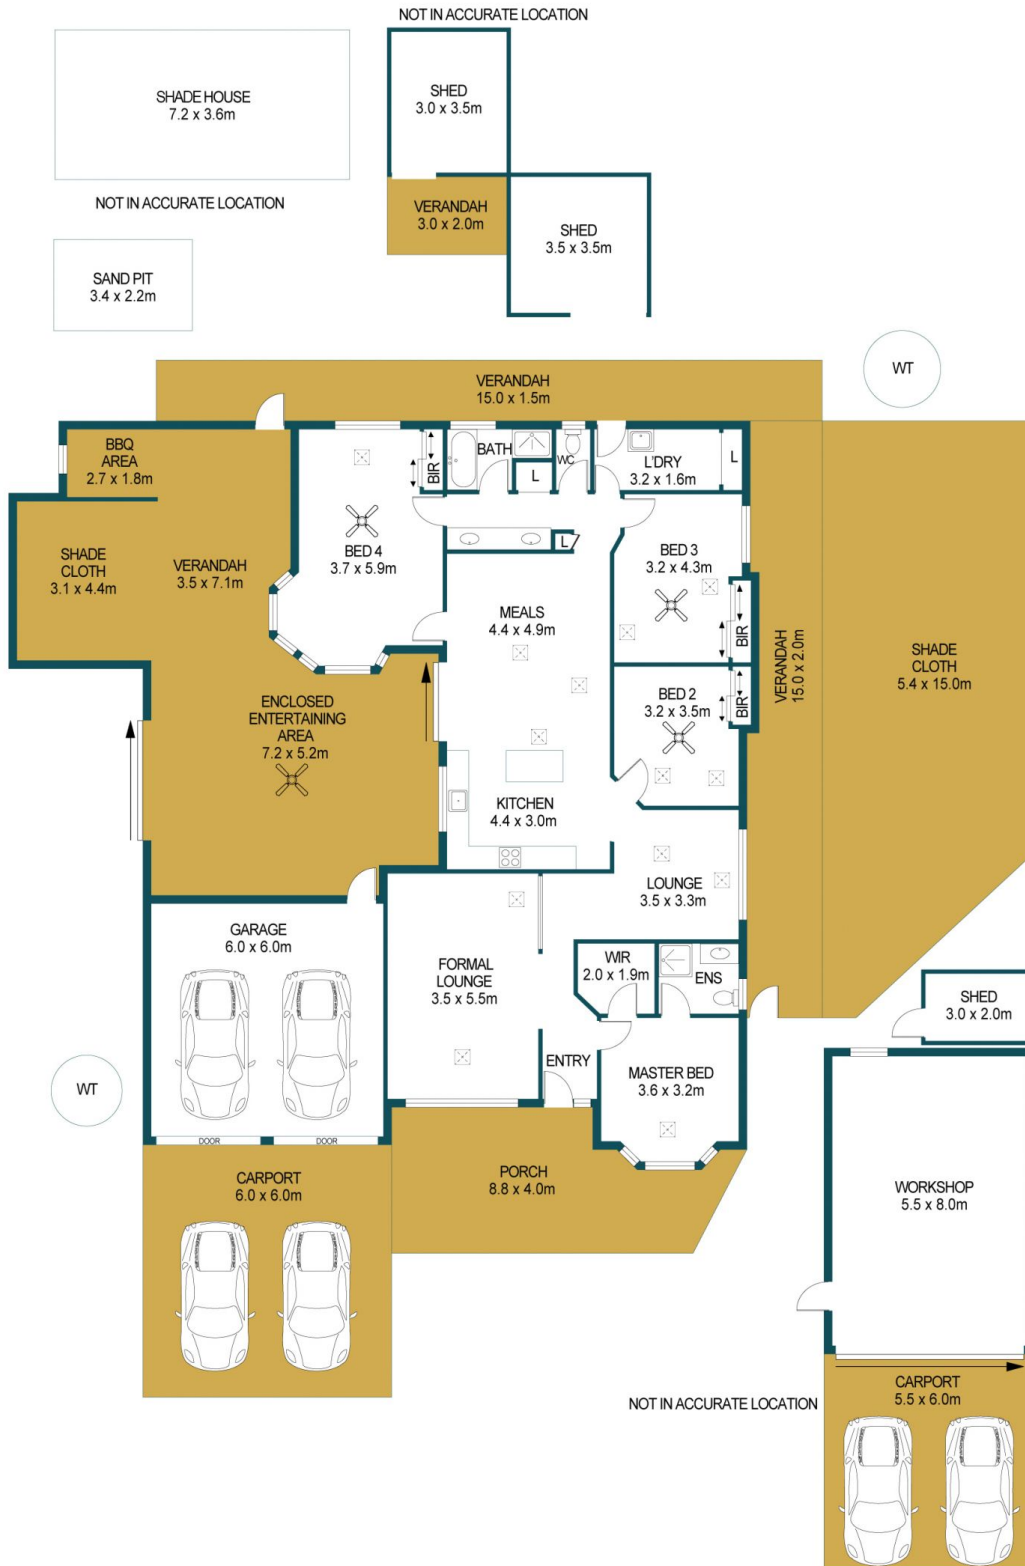 NOT IN ACCURATE LOCATION
SHADE HOUSE
7.2 x 3.6m
SHED
3.0 x 3.5m
NOT IN ACCURATE LOCATION
VERANDAH
3.0 x 2.0m
SHED
3.5 x 3.5m
SAND PIT
3.4 x 2.2m
WT
VERANDAH
15.0 x 1.5m
BBQ
AREA
2.7 x 1.8m
BIR
BATH
L
WC
L'DRY
3.2 x 1.6m
L
SHADE
CLOTH
3.1 x 4.4m
VERANDAH
3.5 x 7.1m
BED 4
3.7 x 5.9m
L
BED 3
3.2 x 4.3m
BIR
MEALS
4.4 x 4.9m
VERANDAH
15.0 x 2.0m
SHADE
CLOTH
5.4 x 15.0m
ENCLOSED
ENTERTAINING
AREA
7.2 x 5.2m
BED 2
3.2 x 3.5m
BIR
KITCHEN
4.4 x 3.0m
LOUNGE
3.5 x 3.3m
GARAGE
6.0 x 6.0m
FORMAL
LOUNGE
3.5 x 5.5m
WIR
2.0 x 1.9m
ENS
SHED
3.0 x 2.0m
WT
ENTRY
MASTER BED
3.6 x 3.2m
DOOR
DOOR
CARPORT
6.0 x 6.0m
PORCH
8.8 x 4.0m
WORKSHOP
5.5 x 8.0m
NOT IN ACCURATE LOCATION
CARPORT
5.5 x 6.0m